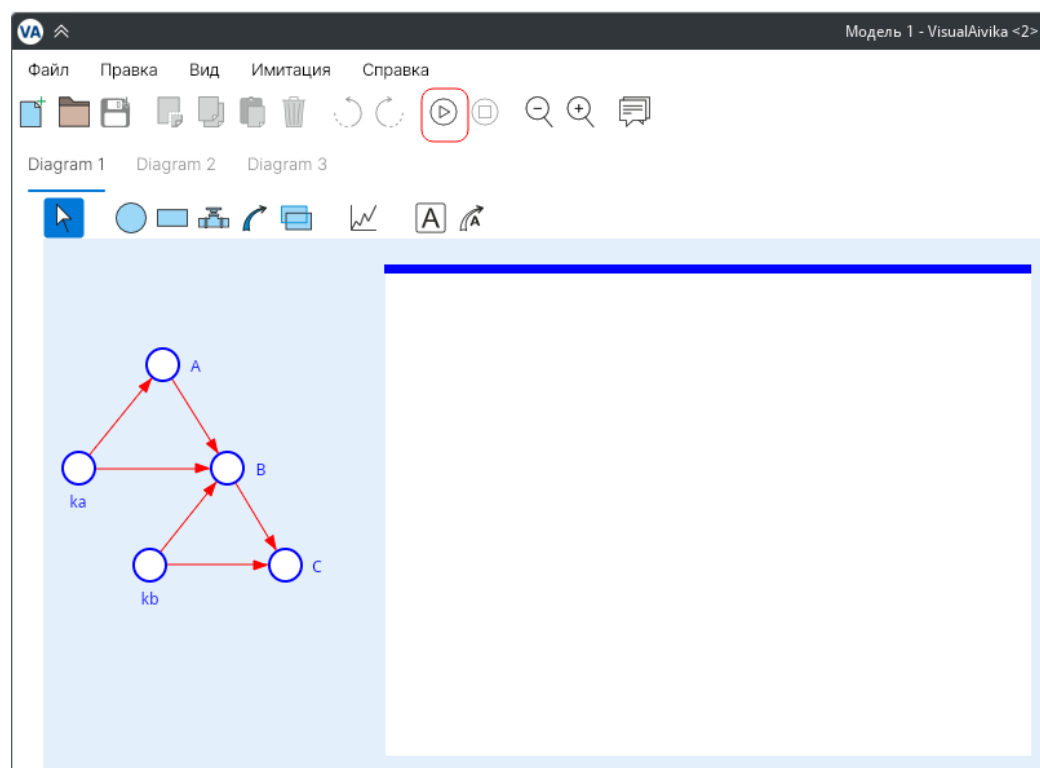 VA Модель 1 - VisualAivika <2>
Файл Правка Вид Имитация Справка
Diagram 1 Diagram 2 Diagram 3
A A
A
B
ka
C
kb